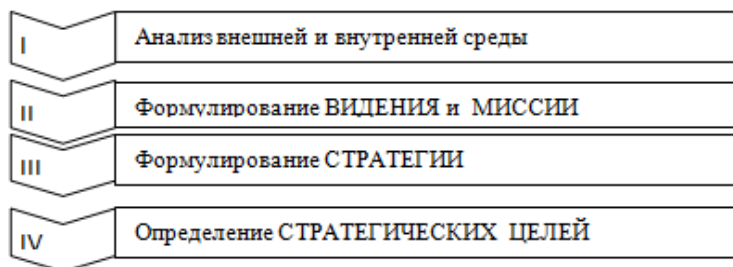 I Анализ внешней и внутренней среды
II Формулирование ВИДЕНИЯ и МИССИИ
III Формулирование СТРАТЕГИИ
IV Определение СТРАТЕГИЧЕСКИХ ЦЕЛЕЙ